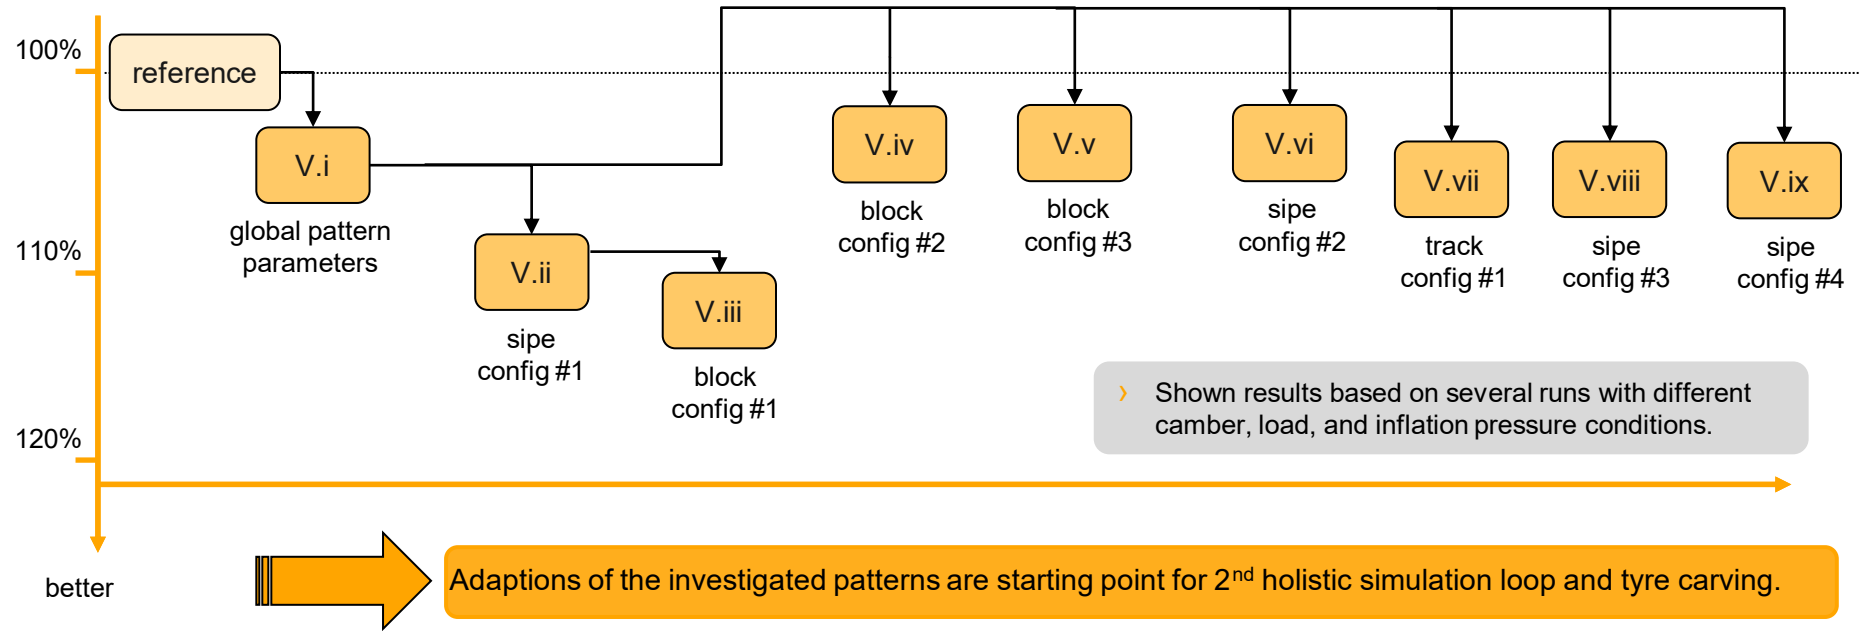 100%
reference
V.i
global pattern
parameters
110%
V.ii
sipe
config #1
V.iii
block
config #1
V.iv
block
config #2
V.v
block
config #3
V.vi
sipe
config #2
V.vii
track
config #1
V.viii
sipe
config #3
V.ix
sipe
config #4
120%
› Shown results based on several runs with different
camber, load, and inflation pressure conditions.
better
Adaptions of the investigated patterns are starting point for 2nd holistic simulation loop and tyre carving.